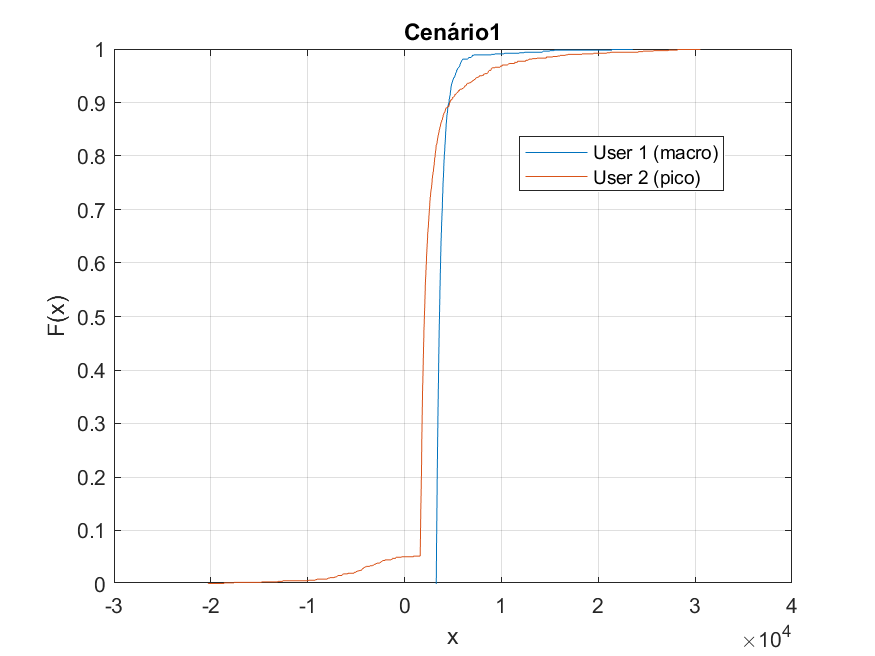 Cenário1
1
0.9
0.8
0.7
0.6
0.5
0.4
0.3
0.2
0.1
0
F(x)
User 1 (macro)
User 2 (pico)
-3 -2 -1 0 1 2 3 4
x
×10⁴